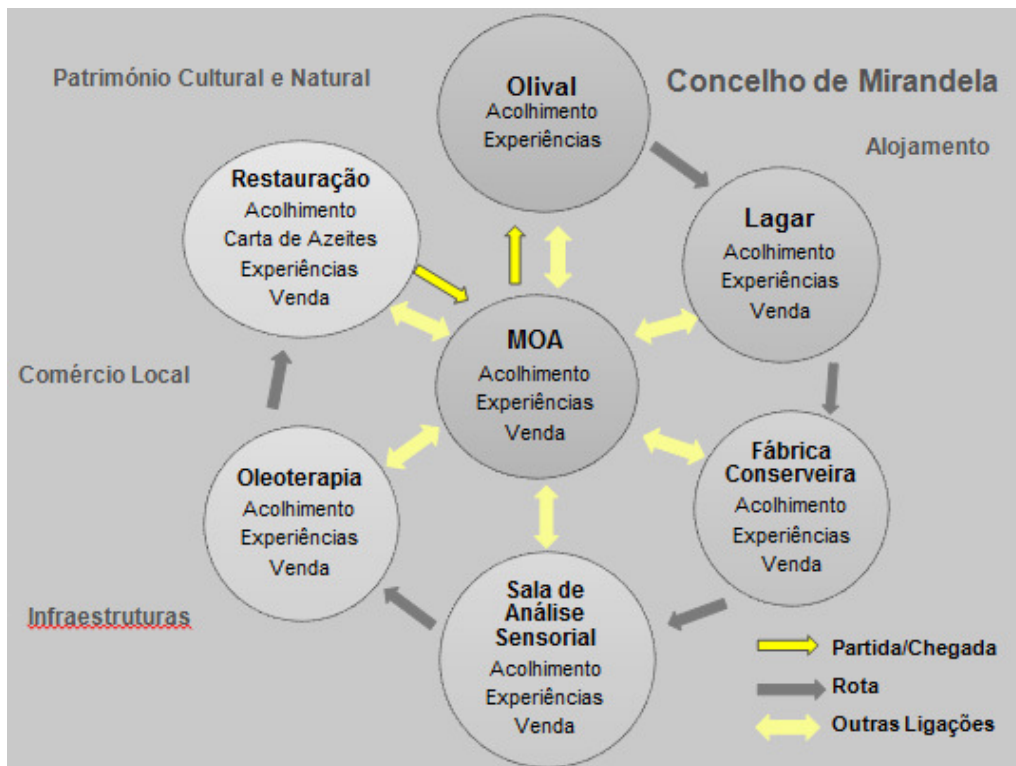 Património Cultural e Natural
Concelho de Mirandela
Alojamento
Olival
Acolhimento
Experiências
Restauração
Acolhimento
Carta de Azeites
Experiências
Venda
Lagar
Acolhimento
Experiências
Venda
MOA
Acolhimento
Experiências
Venda
Comércio Local
Oleoterapia
Acolhimento
Experiências
Venda
Fábrica
Conserveira
Acolhimento
Experiências
Venda
Infraestruturas
Sala de
Análise
Sensorial
Acolhimento
Experiências
Venda
Partida/Chegada
Rota
Outras Ligações